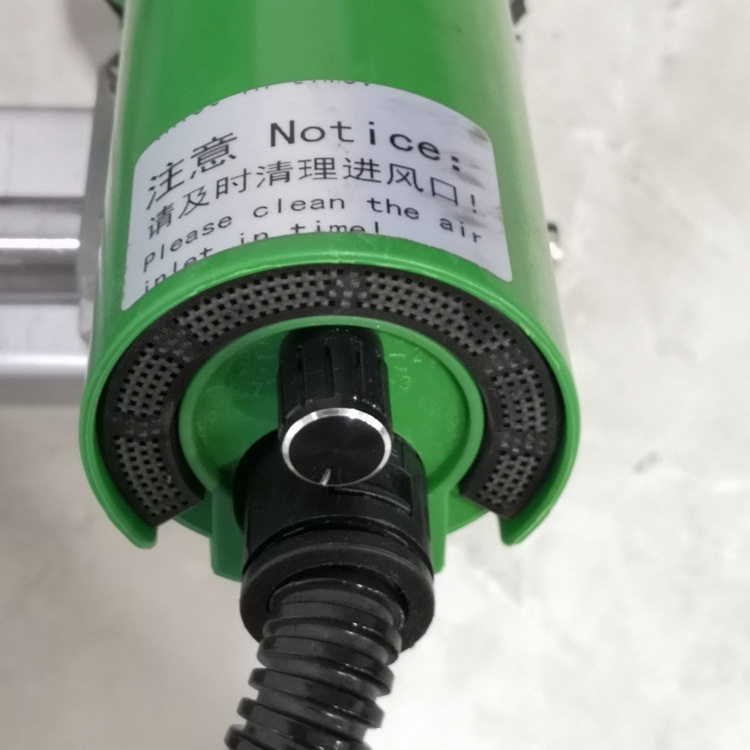 注意 Notice:
请及时清理进风口!
Please clean the air
inlet in time!